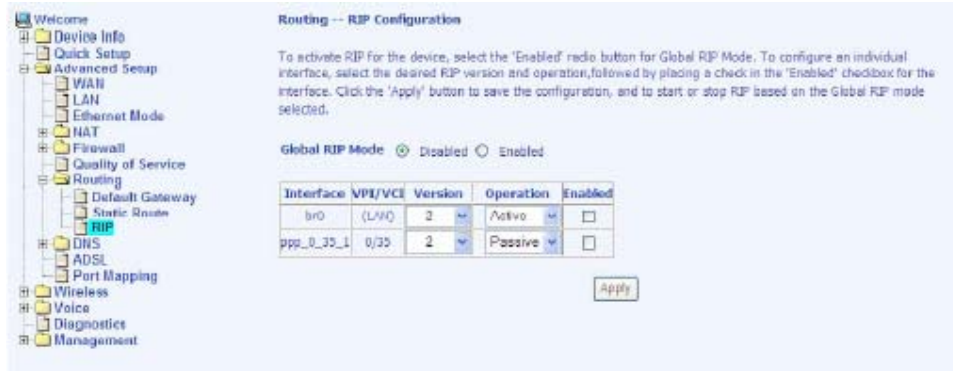 Welcome
Device Info
Quick Setup
Advanced Setup
WAN
LAN
Ethernet Mode
NAT
Firewall
Quality of Service
Routing
Default Gateway
Static Route
RIP
DNS
ADSL
Port Mapping
Wireless
Voice
Diagnostics
Management
Routing -- RIP Configuration
To activate RIP for the device, select the 'Enabled' radio button for Global RIP Mode. To configure an individual
interface, select the desired RIP version and operation,followed by placing a check in the 'Enabled' checkbox for the
interface. Click the 'Apply' button to save the configuration, and to start or stop RIP based on the Global RIP mode
selected.
Global RIP Mode Disabled Enabled
Interface VPI/VCI Version Operation Enabled
br0 (LAN) 2 Active
ppp_0_35_1 0/35 2 Passive
Apply